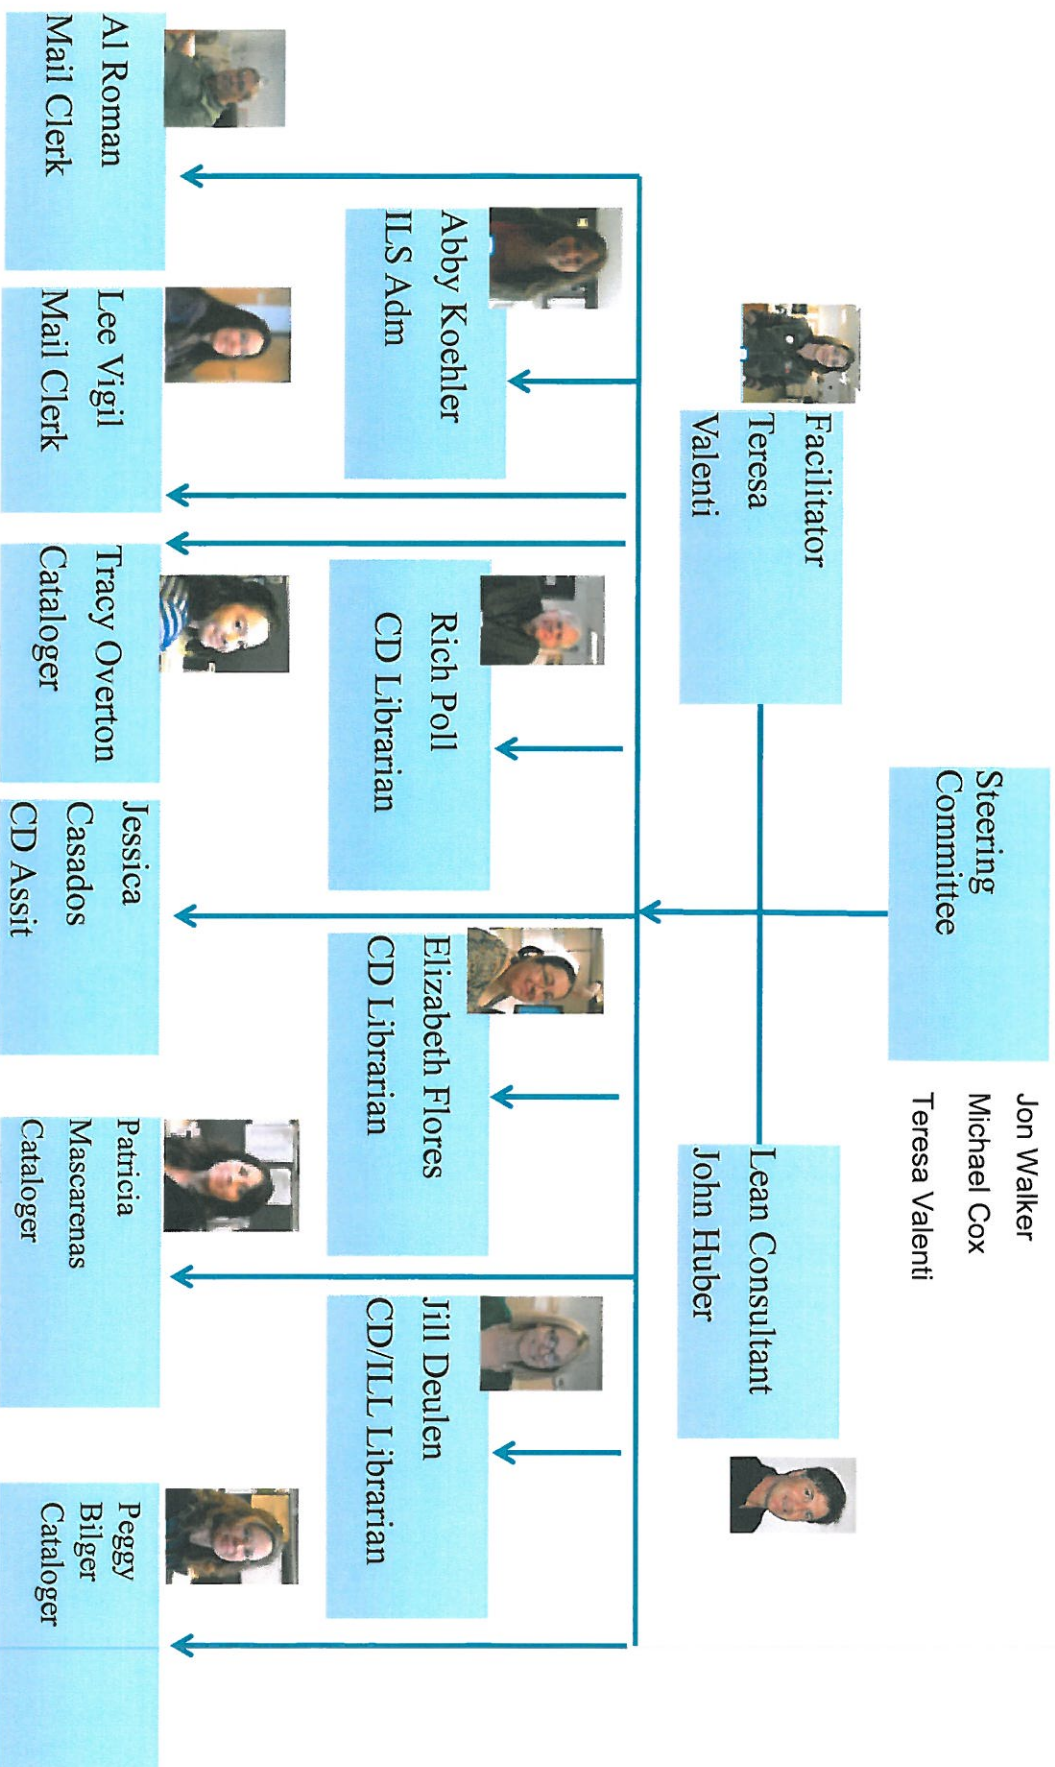 Steering
Committee
Jon Walker
Michael Cox
Teresa Valenti
Facilitator
Teresa
Valenti
Lean Consultant
John Huber
Abby Koehler
ILS Adm
Rich Poll
CD Librarian
Elizabeth Flores
CD Librarian
Jill Deulen
CD/ILL Librarian
Al Roman
Mail Clerk
Lee Vigil
Mail Clerk
Tracy Overton
Cataloger
Jessica
Casados
CD Assit
Patricia
Mascarenas
Cataloger
Peggy
Bilger
Cataloger